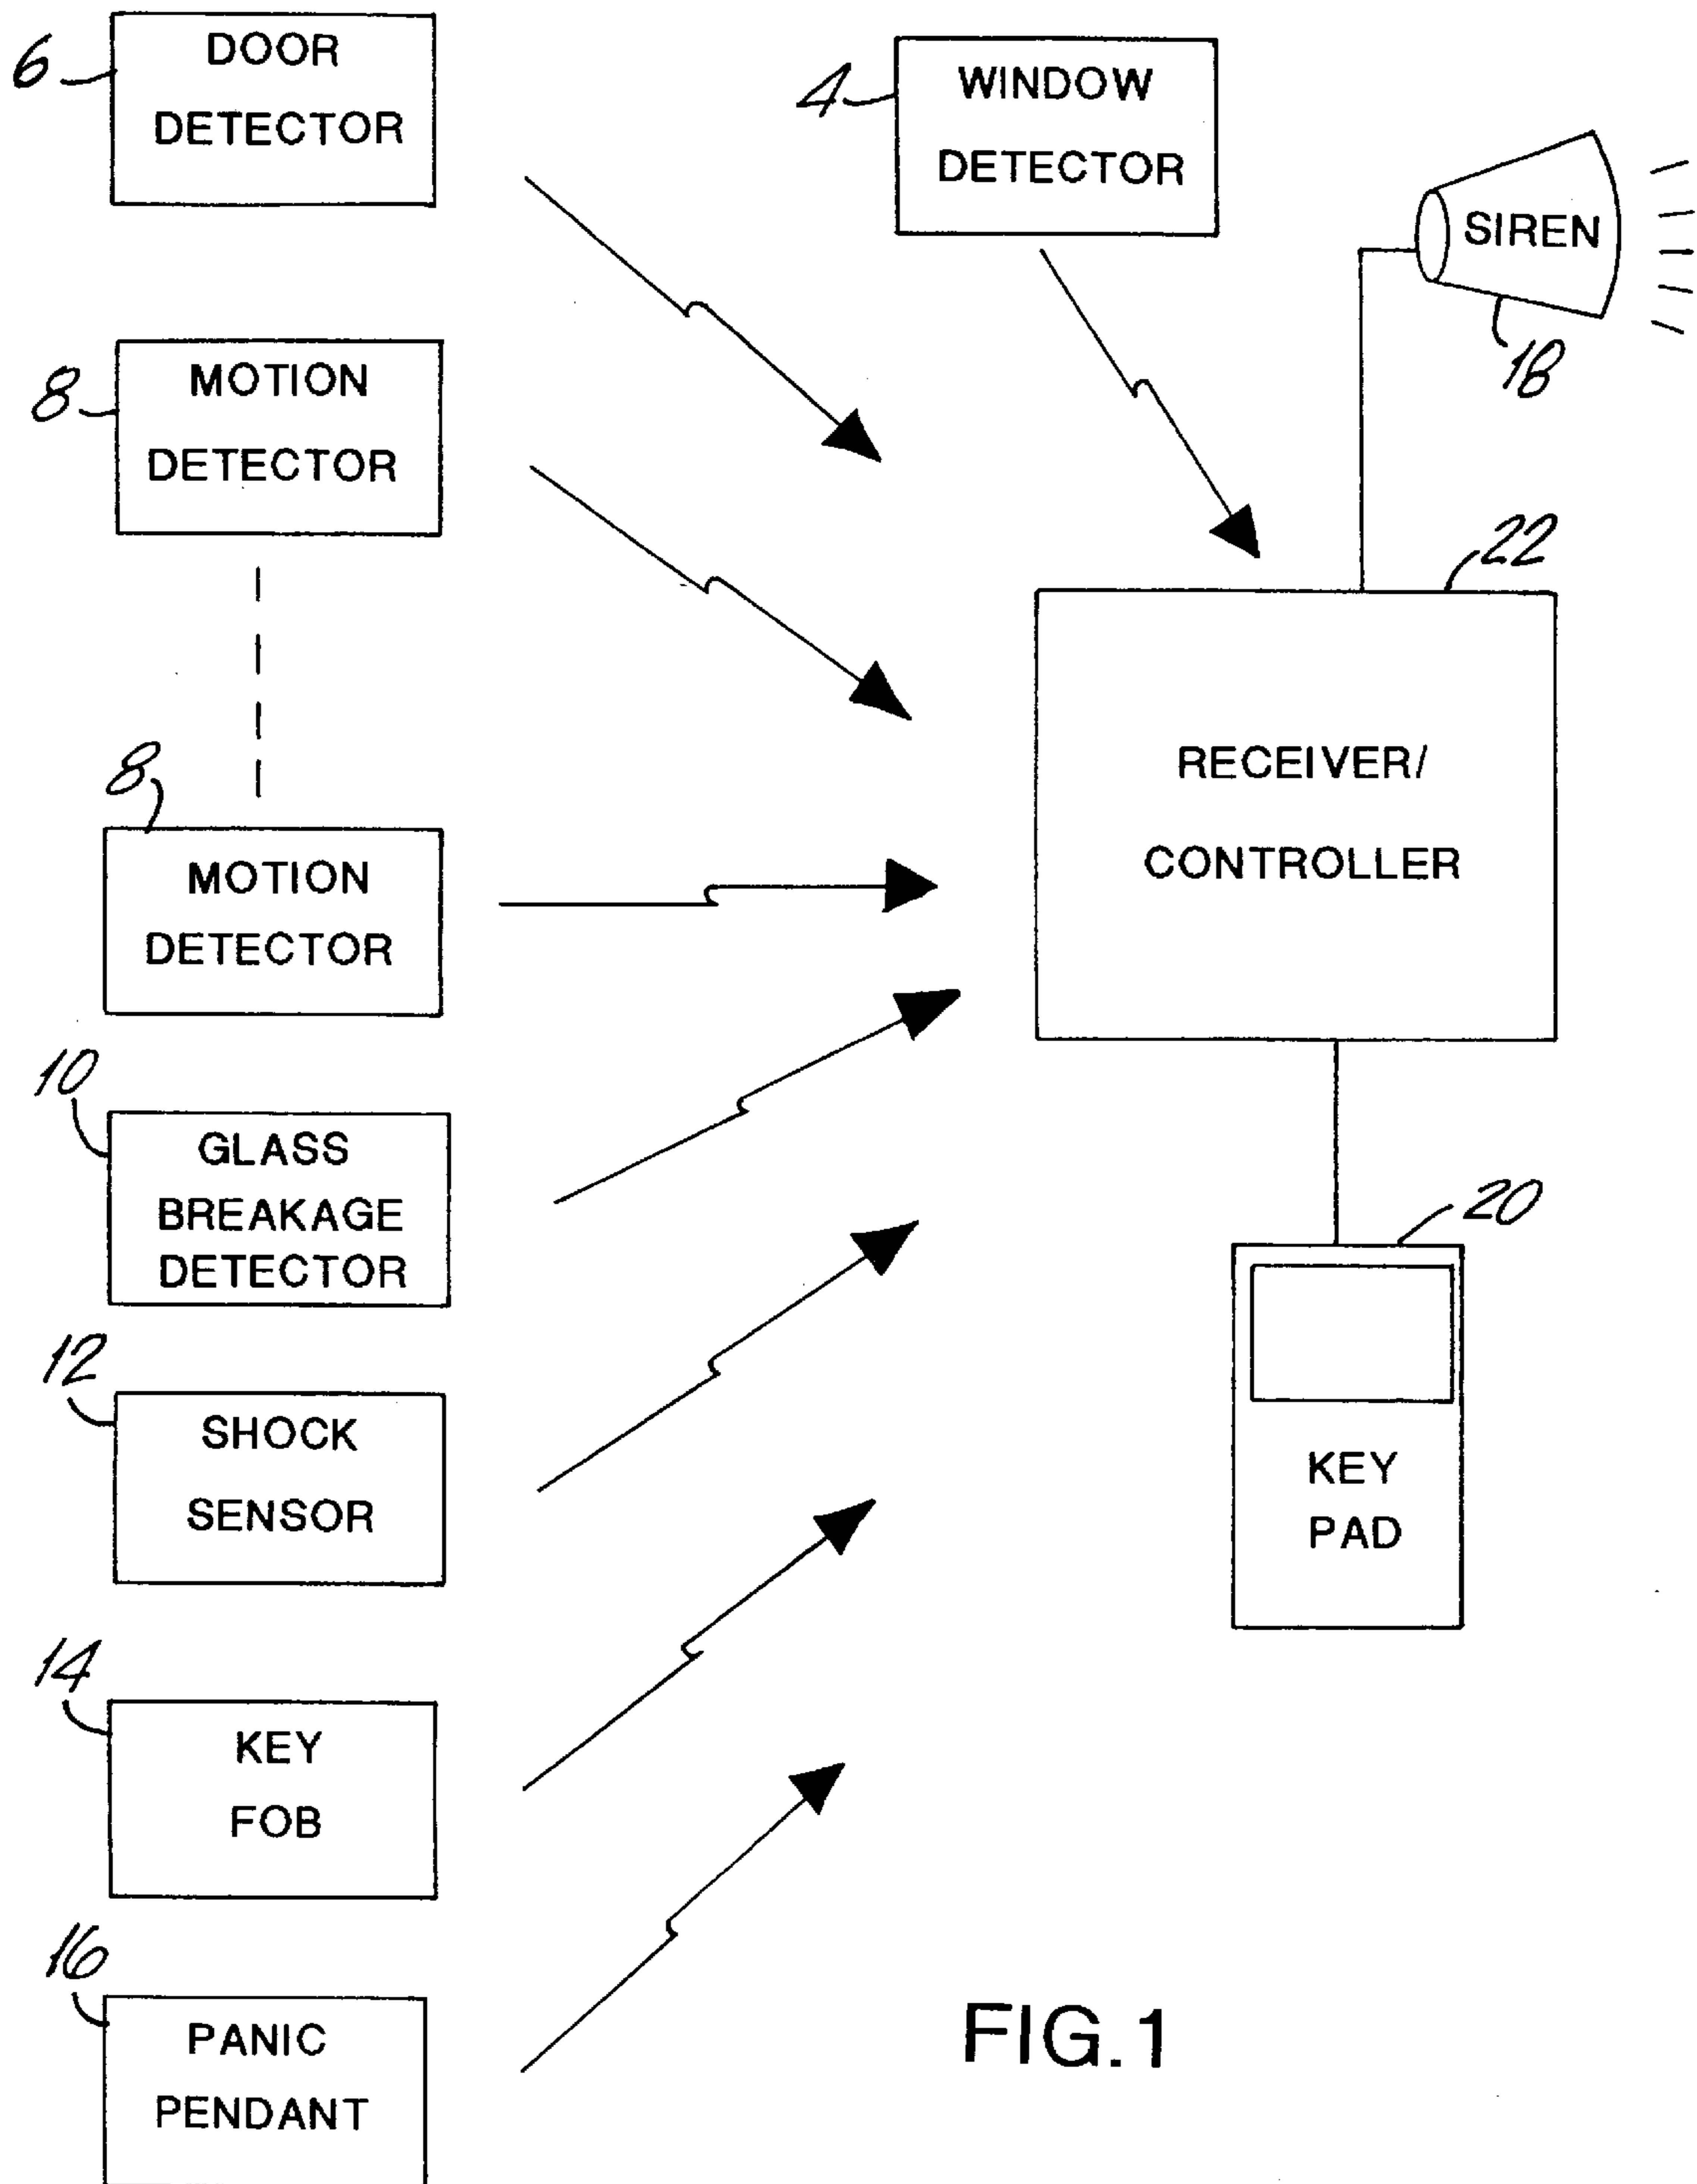 6
DOOR
DETECTOR
4
WINDOW
DETECTOR
SIREN
18
8
MOTION
DETECTOR
22
RECEIVER/
CONTROLLER
8
MOTION
DETECTOR
10
GLASS
BREAKAGE
DETECTOR
20
KEY
PAD
12
SHOCK
SENSOR
14
KEY
FOB
16
PANIC
PENDANT
FIG.1